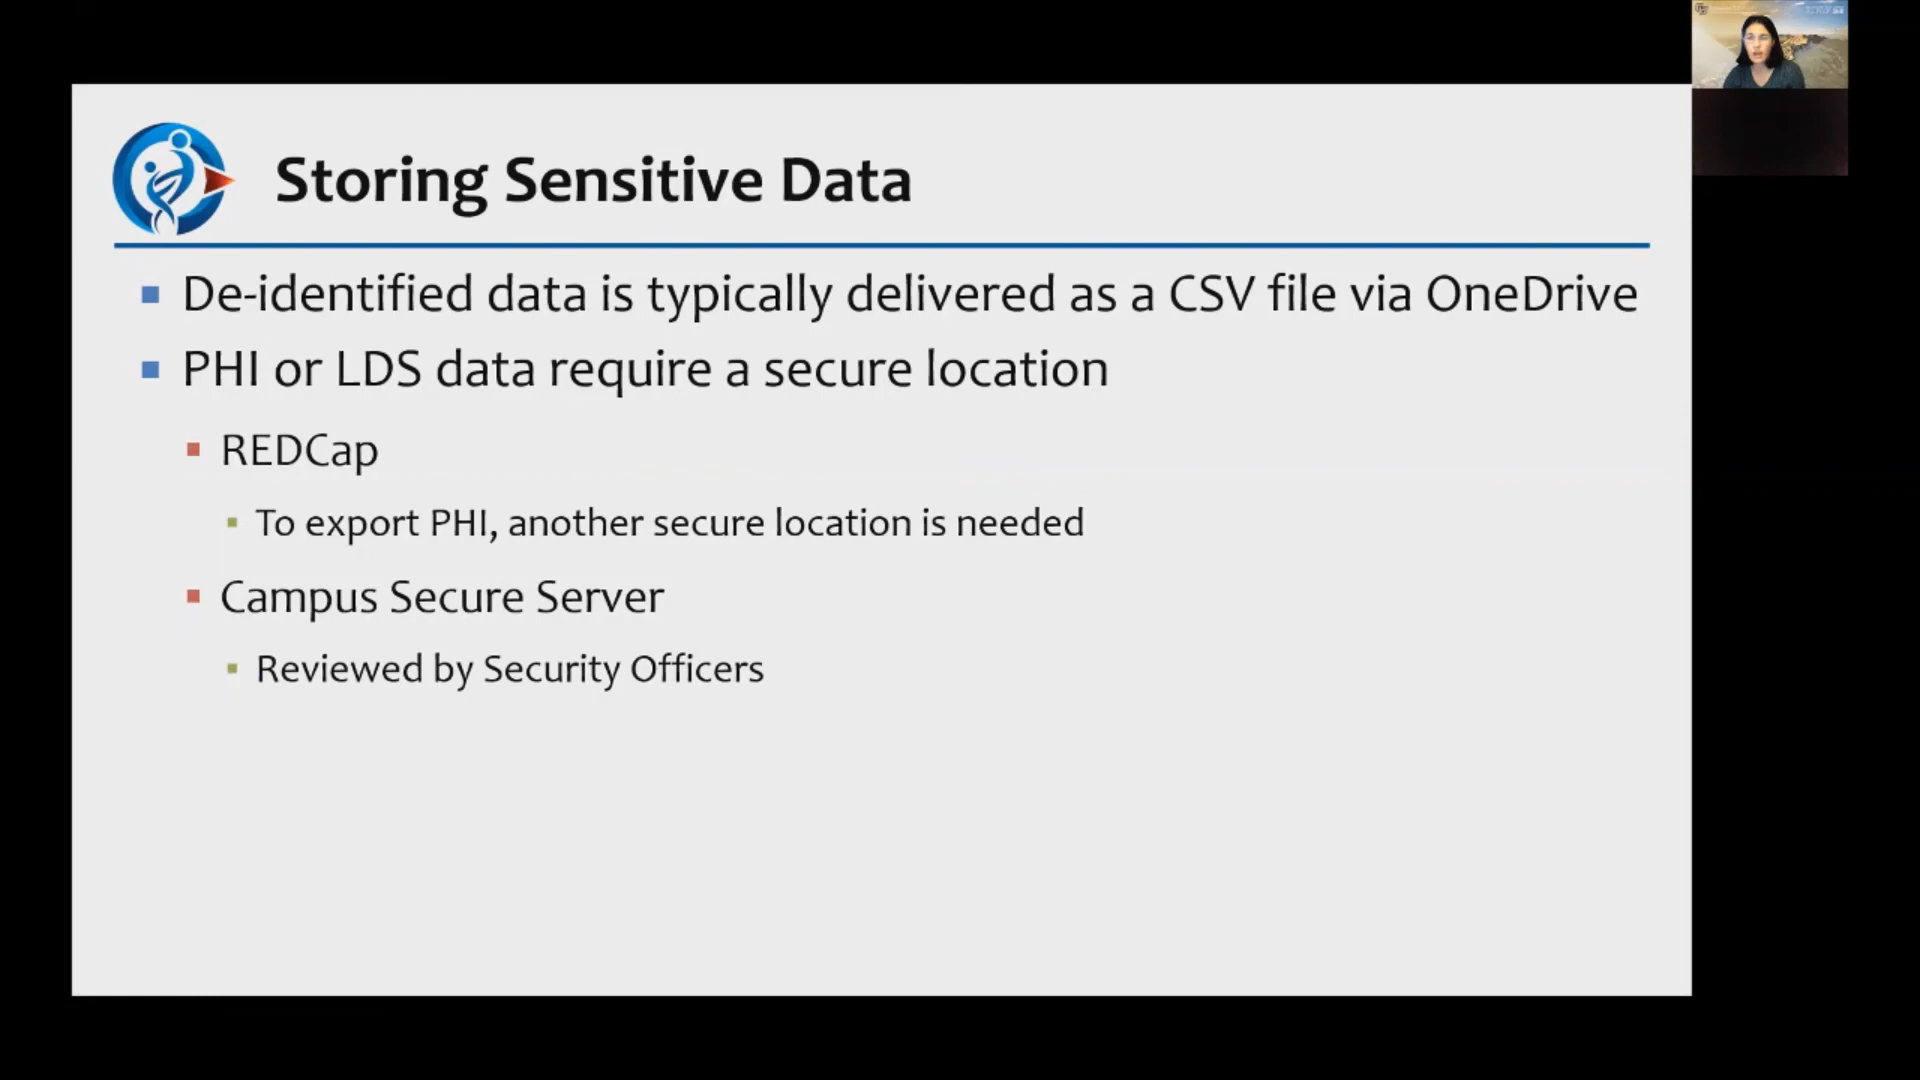 Storing Sensitive Data
De-identified data is typically delivered as a CSV file via OneDrive
PHI or LDS data require a secure location
REDCap
To export PHI, another secure location is needed
Campus Secure Server
Reviewed by Security Officers